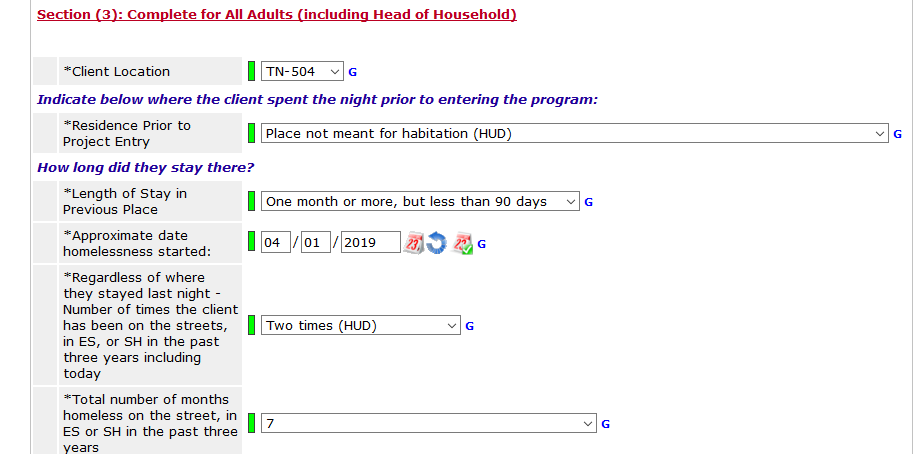 Section (3): Complete for All Adults (including Head of Household)
*Client Location TN-504 G
Indicate below where the client spent the night prior to entering the program:
*Residence Prior to
Project Entry
Place not meant for habitation (HUD) G
How long did they stay there?
*Length of Stay in
Previous Place
One month or more, but less than 90 days G
*Approximate date
homelessness started:
04 / 01 / 2019 G
*Regardless of where
they stayed last night -
Number of times the client
has been on the streets,
in ES, or SH in the past
three years including
today
Two times (HUD) G
*Total number of months
homeless on the street, in
ES or SH in the past three
years
7 G